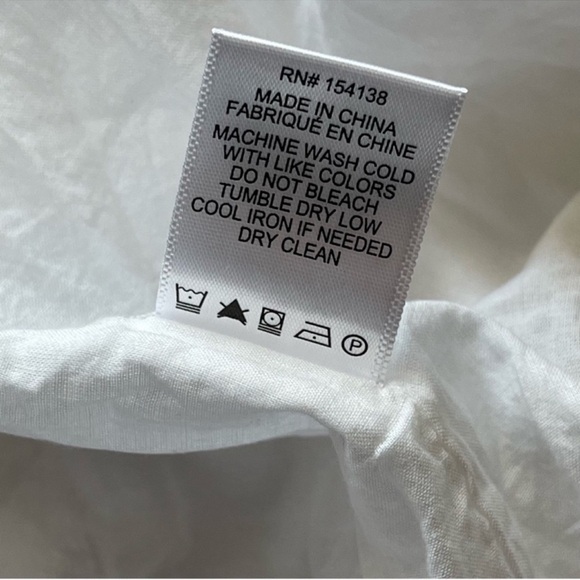 RN# 154138
MADE IN CHINA
FABRIQUÉ EN CHINE
MACHINE WASH COLD
WITH LIKE COLORS
DO NOT BLEACH
TUMBLE DRY LOW
COOL IRON IF NEEDED
DRY CLEAN
P